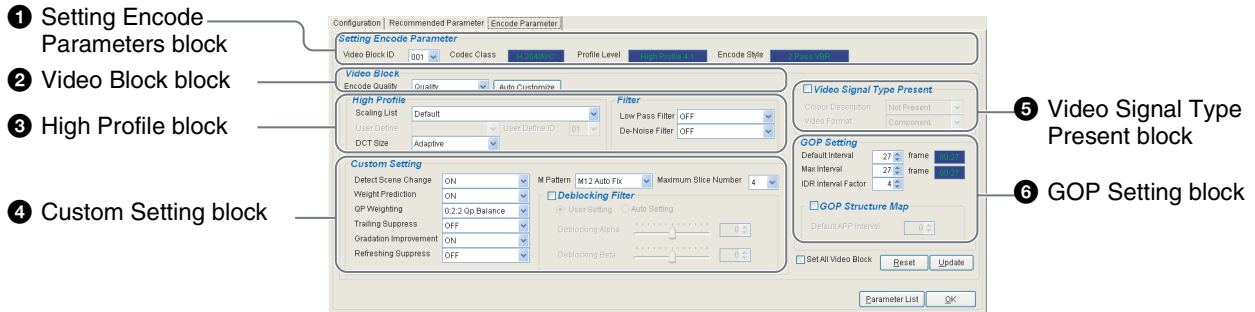 ❶ Setting Encode
Parameters block
❷ Video Block block
❸ High Profile block
❹ Custom Setting block
Configuration Recommended Parameter Encode Parameter
Setting Encode Parameter
Video Block ID 001 Codec Class H.264/AVC Profile Level High Profile 4.1 Encode Style 2 Pass VBR
Video Block
Encode Quality Quality Auto Customize
High Profile
Scaling List Default
User Define User Define ID 01
DCT Size Adaptive
Filter
Low Pass Filter OFF
De-Noise Filter OFF
Custom Setting
Detect Scene Change ON
Weight Prediction ON
QP Weighting 0:2:2 Qp Balance
Trailing Suppress OFF
Gradation Improvement ON
Refreshing Suppress OFF
M Pattern M12 Auto Fix Maximum Slice Number 4
Deblocking Filter
User Setting Auto Setting
Deblocking Alpha 0
Deblocking Beta 0
Video Signal Type Present
Colour Description Not Present
Video Format Component
GOP Setting
Default Interval 27 frame 00:27
Max Interval 27 frame 00:27
IDR Interval Factor 4
GOP Structure Map
Default APP Interval 0
Set All Video Block Reset Update
Parameter List OK
❺ Video Signal Type
Present block
❻ GOP Setting block